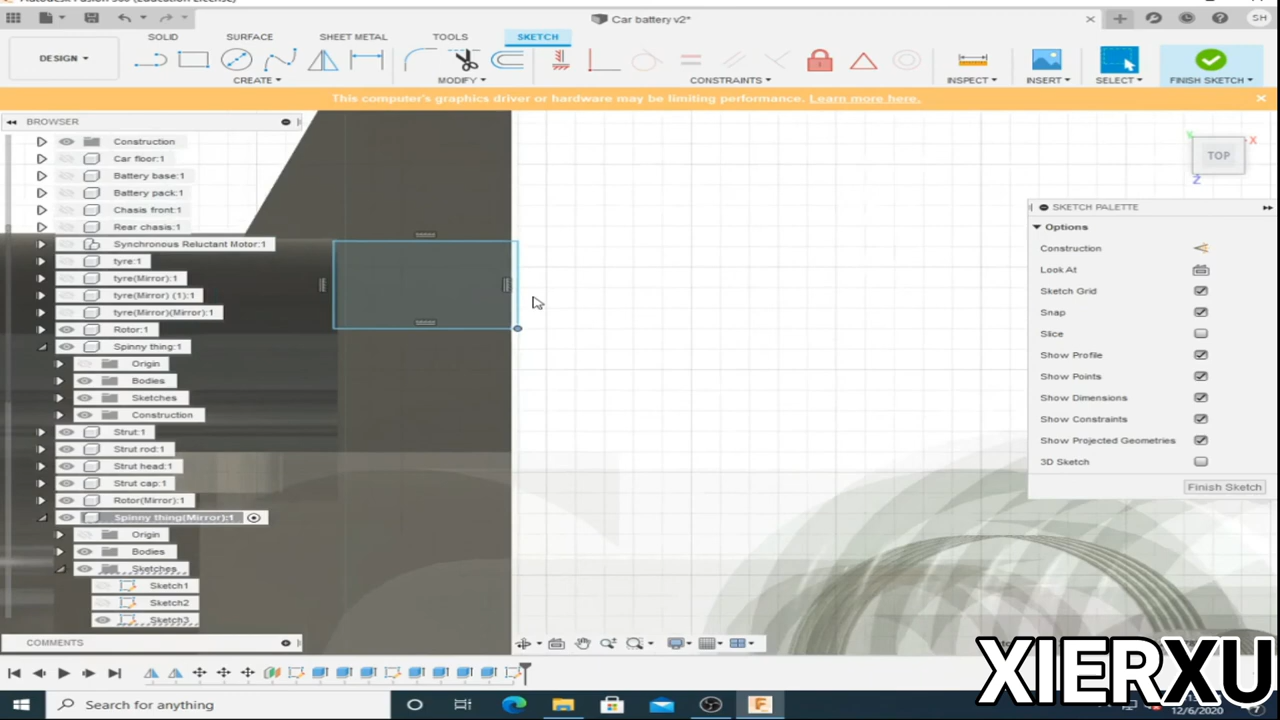 Autodesk Fusion 360 (Education License)
Car battery v2*
SH
SOLID SURFACE SHEET METAL TOOLS SKETCH
DESIGN
CREATE MODIFY CONSTRAINTS INSPECT INSERT SELECT FINISH SKETCH
This computer's graphics driver or hardware may be limiting performance. Learn more here.
BROWSER
Construction
Car floor:1
Battery base:1
Battery pack:1
Chasis front:1
Rear chasis:1
Synchronous Reluctant Motor:1
tyre:1
tyre(Mirror):1
tyre(Mirror) (1):1
tyre(Mirror)(Mirror):1
Rotor:1
Spinny thing:1
Origin
Bodies
Sketches
Construction
Strut:1
Strut rod:1
Strut head:1
Strut cap:1
Rotor(Mirror):1
Spinny thing(Mirror):1
Origin
Bodies
Sketches
Sketch1
Sketch2
Sketch3
COMMENTS
Y
X
TOP
Z
SKETCH PALETTE
Options
Construction
Look At
Sketch Grid
Snap
Slice
Show Profile
Show Points
Show Dimensions
Show Constraints
Show Projected Geometries
3D Sketch
Finish Sketch
XIERXU
Search for anything
12/6/2020